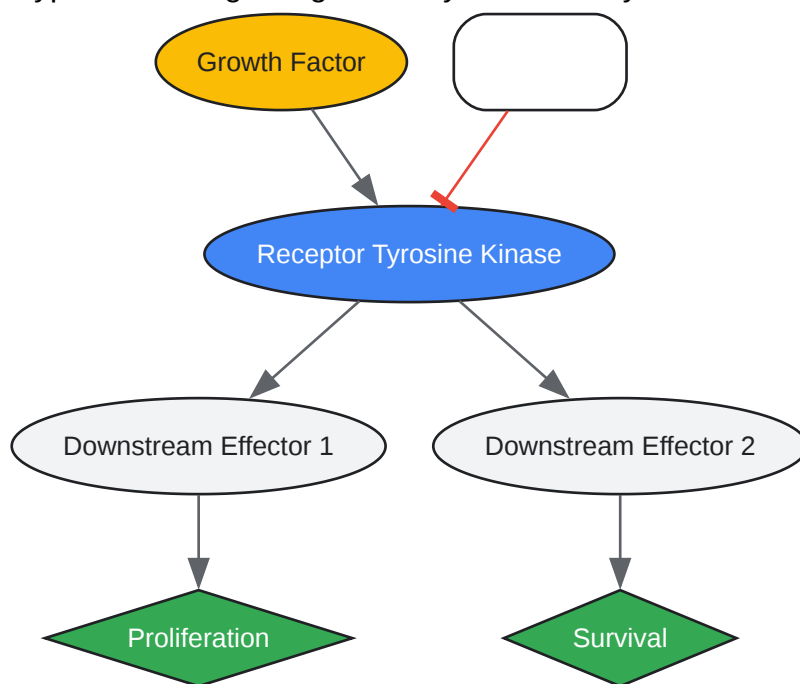 Growth Factor
Receptor Tyrosine Kinase
Downstream Effector 1
Downstream Effector 2
Proliferation
Survival